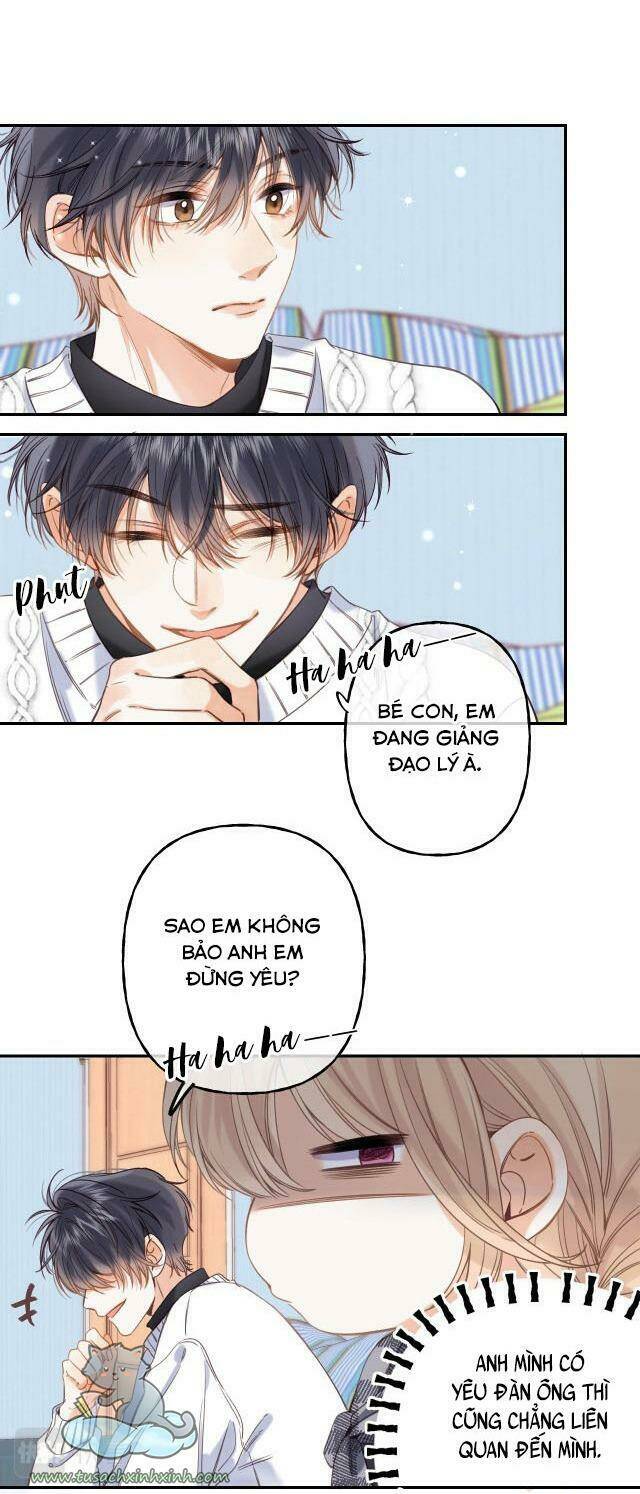 Phụt
Ha ha ha
BÉ CON, EM
ĐANG GIẢNG
ĐẠO LÝ À.
SAO EM KHÔNG
BẢO ANH EM
ĐỪNG YÊU?
Ha ha ha
ANH MÌNH CÓ
YÊU ĐÀN ÔNG THÌ
CŨNG CHẲNG LIÊN
QUAN ĐẾN MÌNH.
www.tusachxinhxinh.com